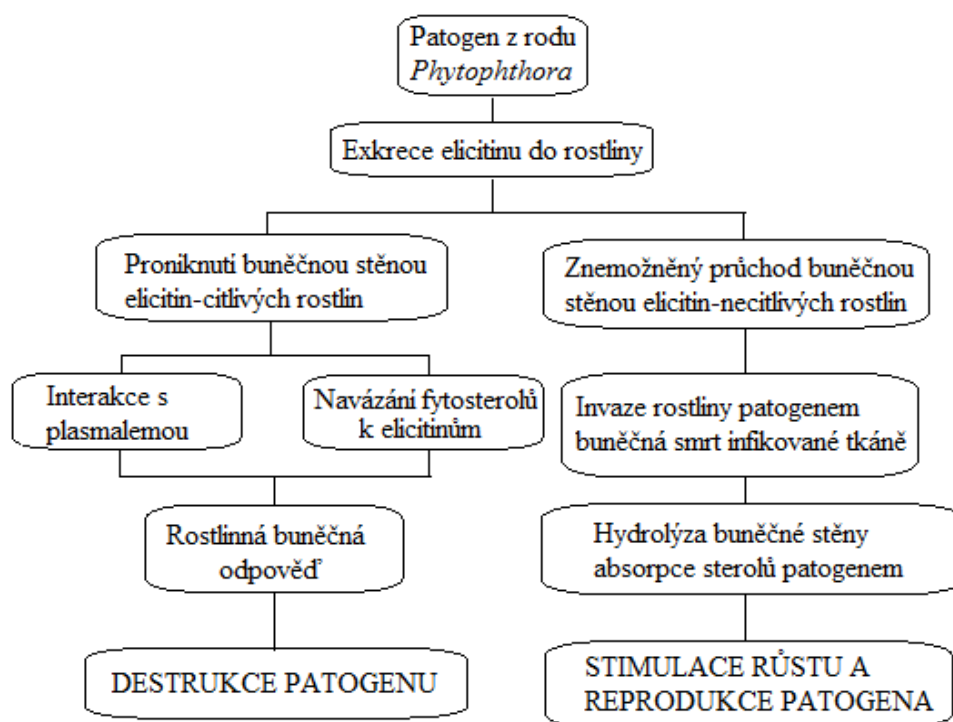 Patogen z rodu
Phytophthora
Exkrece elicitinu do rostliny
Proniknutí buněčnou stěnou
elicitin-citlivých rostlin
Znemožněný průchod buněčnou
stěnou elicitin-necitlivých rostlin
Interakce s
plasmalemou
Navázání fytosterolů
k elicitinům
Invaze rostliny patogenem
buněčná smrt infikované tkáně
Rostlinná buněčná
odpověď
Hydrolýza buněčné stěny
absorpce sterolů patogenem
DESTRUKCE PATOGENU
STIMULACE RŮSTU A
REPRODUKCE PATOGENA